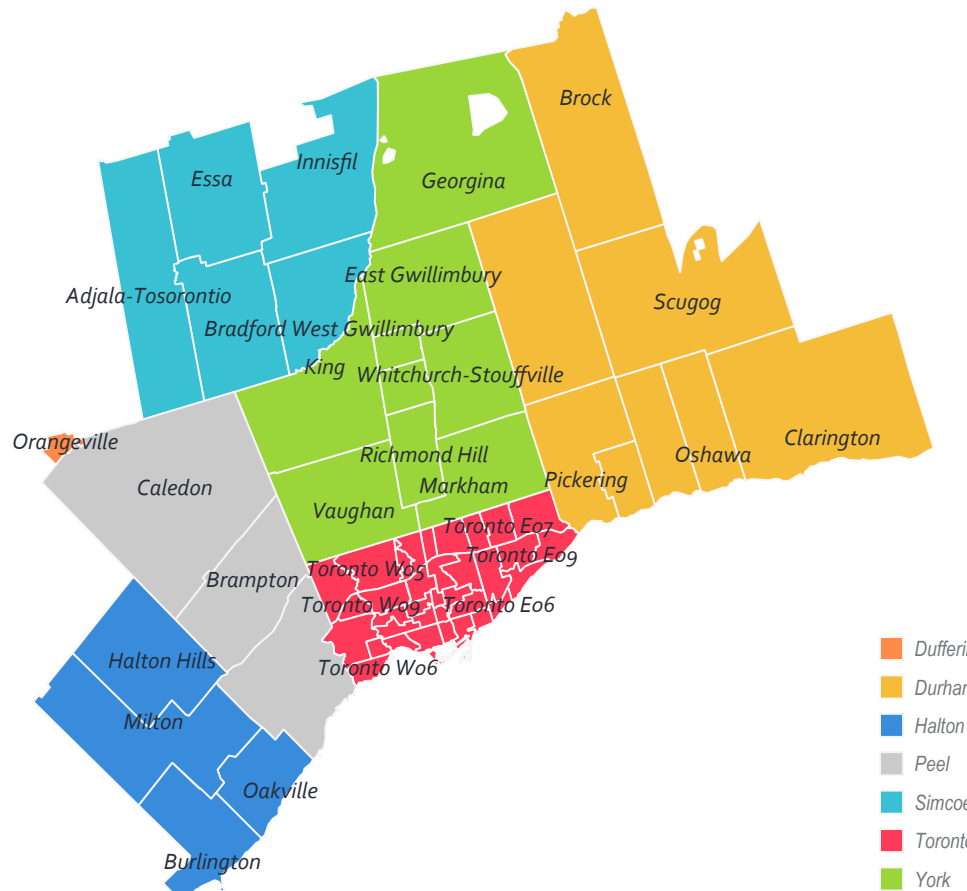 Brock
Innisfil
Essa
Georgina
East Gwillimbury
Adjala-Tosorontio
Scugog
Bradford West Gwillimbury
King
Whitchurch-Stouffville
Orangeville
Clarington
Richmond Hill
Oshawa
Caledon
Markham
Pickering
Vaughan
Toronto E07
Toronto E09
Toronto W05
Brampton
Toronto W09
Toronto E06
Halton Hills
Toronto W06
Milton
Oakville
Burlington
Dufferi
Durha
Halton
Peel
Simcoe
Toronto
York